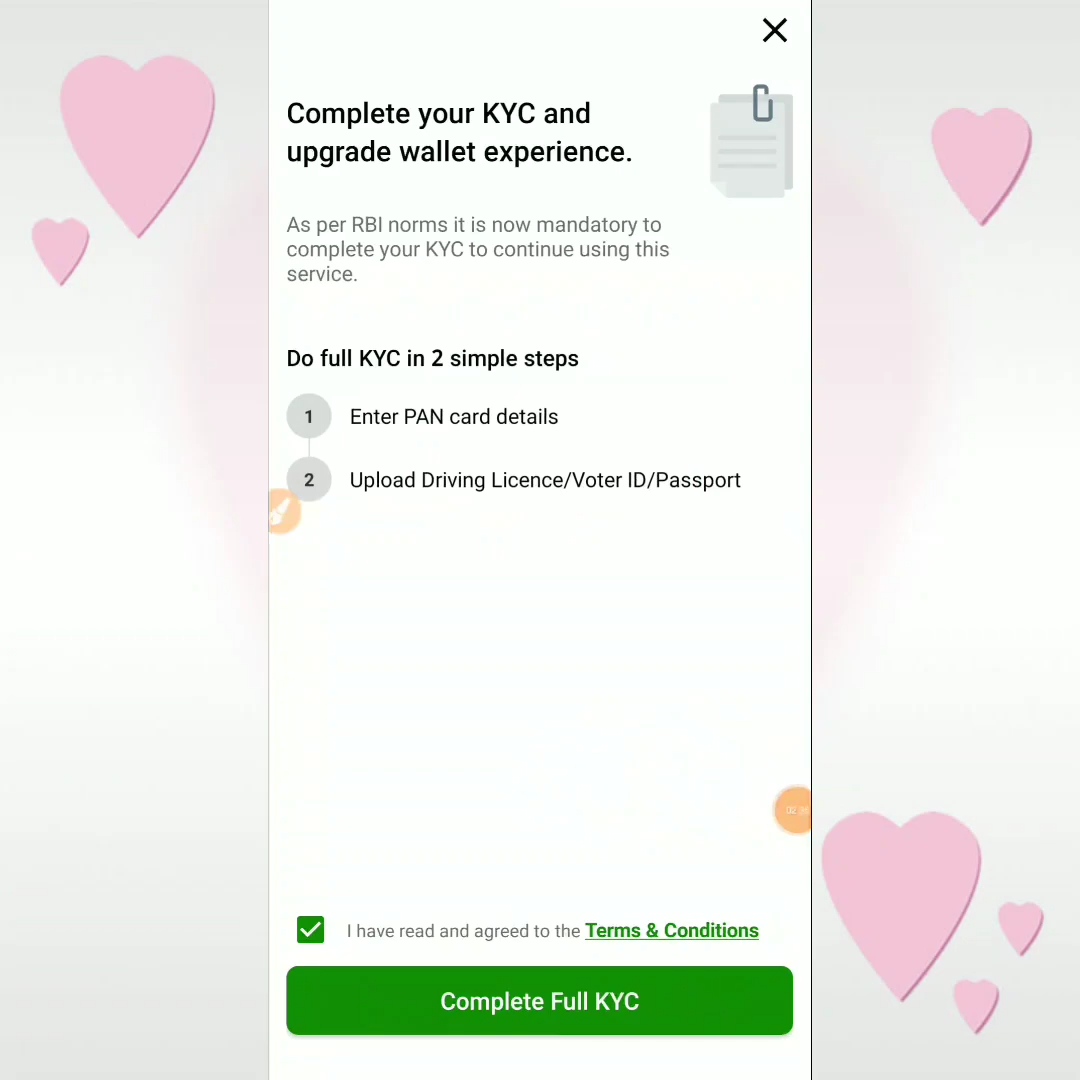 Complete your KYC and
upgrade wallet experience.
As per RBI norms it is now mandatory to
complete your KYC to continue using this
service.
Do full KYC in 2 simple steps
1 Enter PAN card details
2 Upload Driving Licence/Voter ID/Passport
I have read and agreed to the Terms & Conditions
Complete Full KYC